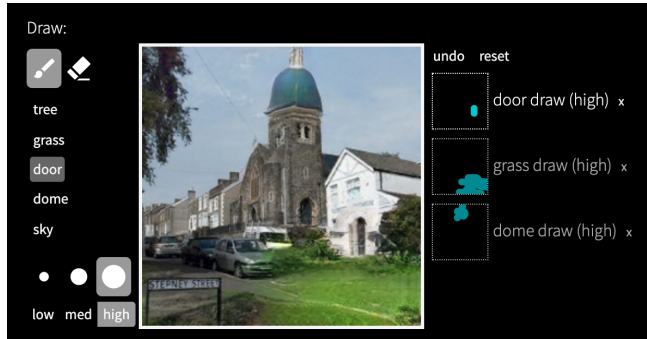 Draw:
tree
grass
door
dome
sky
low med high
STEPNEY STREET
undo reset
door draw (high) x
grass draw (high) x
dome draw (high) x